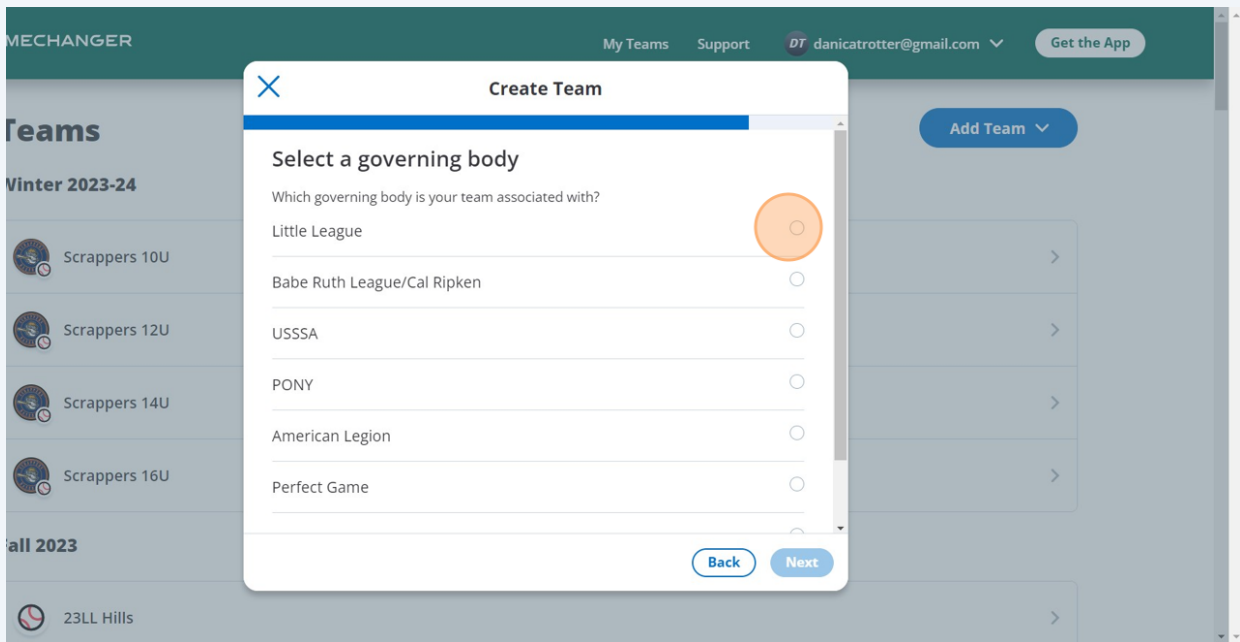 MECHANGER
My Teams Support DT danicatrotter@gmail.com Get the App
Create Team
Teams
Add Team
Select a governing body
Winter 2023-24
Which governing body is your team associated with?
Little League
Scrappers 10U
Babe Ruth League/Cal Ripken
Scrappers 12U
USSSA
PONY
Scrappers 14U
American Legion
Scrappers 16U
Perfect Game
Fall 2023
Back Next
23LL Hills